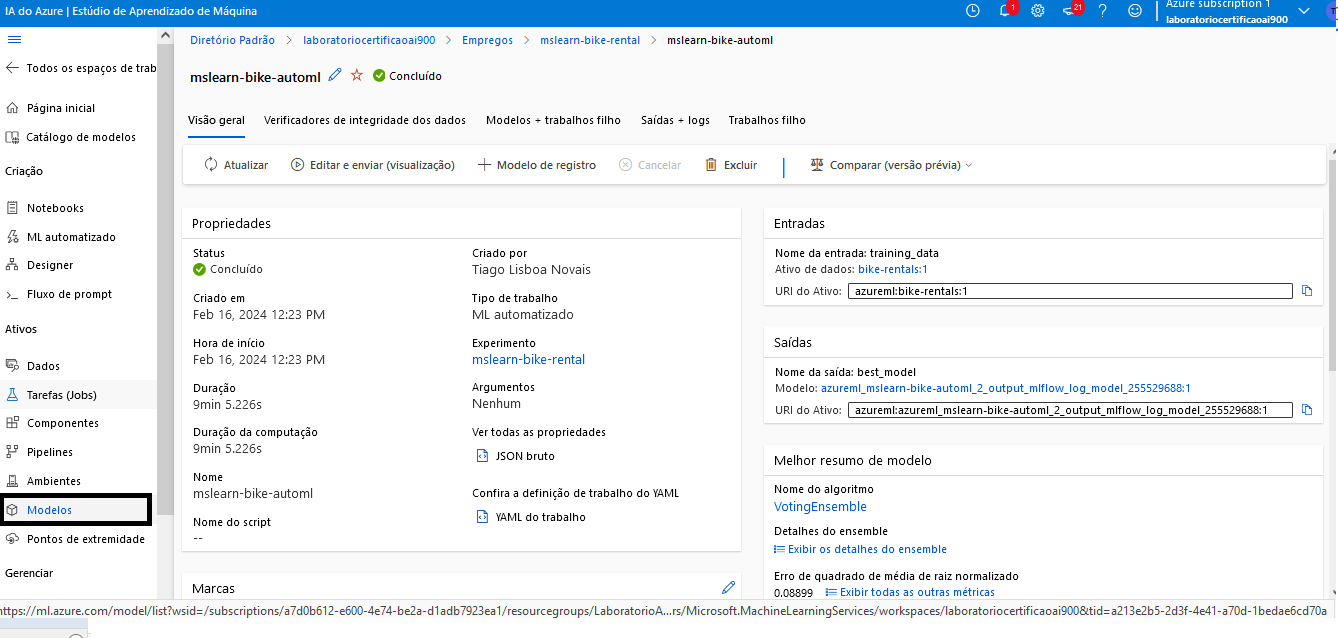 IA do Azure | Estúdio de Aprendizado de Máquina
1
21
Azure subscription 1
laboratoriocertificaoai900
Todos os espaços de trab
Página inicial
Catálogo de modelos
Criação
Notebooks
ML automatizado
Designer
Fluxo de prompt
Ativos
Dados
Tarefas (Jobs)
Componentes
Pipelines
Ambientes
Modelos
Pontos de extremidade
Gerenciar
Diretório Padrão > laboratoriocertificaoai900 > Empregos > mslearn-bike-rental > mslearn-bike-automl
mslearn-bike-automl Concluído
Visão geral Verificadores de integridade dos dados Modelos + trabalhos filho Saídas + logs Trabalhos filho
Atualizar Editar e enviar (visualização) Modelo de registro Cancelar Excluir Comparar (versão prévia)
Propriedades
Status
Concluído
Criado em
Feb 16, 2024 12:23 PM
Hora de início
Feb 16, 2024 12:23 PM
Duração
9min 5.226s
Duração da computação
9min 5.226s
Nome
mslearn-bike-automl
Nome do script
--
Criado por
Tiago Lisboa Novais
Tipo de trabalho
ML automatizado
Experimento
mslearn-bike-rental
Argumentos
Nenhum
Ver todas as propriedades
JSON bruto
Confira a definição de trabalho do YAML
YAML do trabalho
Marcas
Entradas
Nome da entrada: training_data
Ativo de dados: bike-rentals:1
URI do Ativo: azureml:bike-rentals:1
Saídas
Nome da saída: best_model
Modelo: azureml_mslearn-bike-automl_2_output_mlflow_log_model_255529688:1
URI do Ativo: azureml:azureml_mslearn-bike-automl_2_output_mlflow_log_model_255529688:1
Melhor resumo de modelo
Nome do algoritmo
VotingEnsemble
Detalhes do ensemble
Exibir os detalhes do ensemble
Erro de quadrado de média de raiz normalizado
0.08899 Exibir todas as outras métricas
https://ml.azure.com/model/list?wsid=/subscriptions/a7d0b612-e600-4e74-be2a-d1adb7923ea1/resourcegroups/LaboratorioA...rs/Microsoft.MachineLearningServices/workspaces/laboratoriocertificaoai900&tid=a213e2b5-2d3f-4e41-a70d-1bedae6cd70a